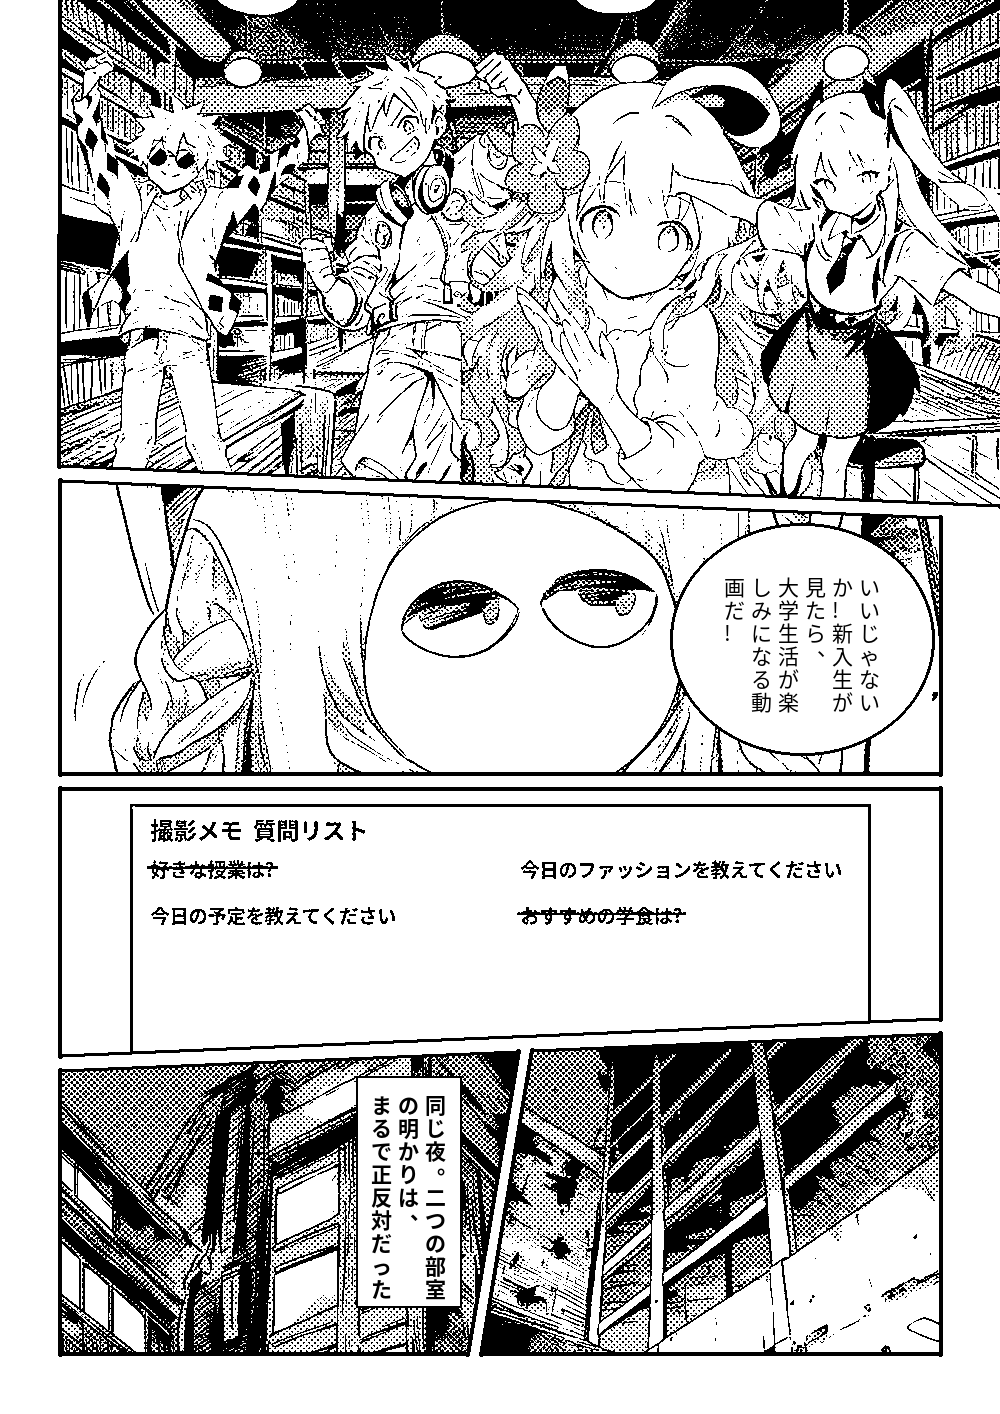 いいじゃない
か！新入生が
見たら、
大学生活が楽
しみになる動
画だ！
撮影メモ 質問リスト
好きな授業は？
今日のファッションを教えてください
今日の予定を教えてください
おすすめの学食は？
同じ夜。二つの部室
の明かりは、
まるで正反対だった